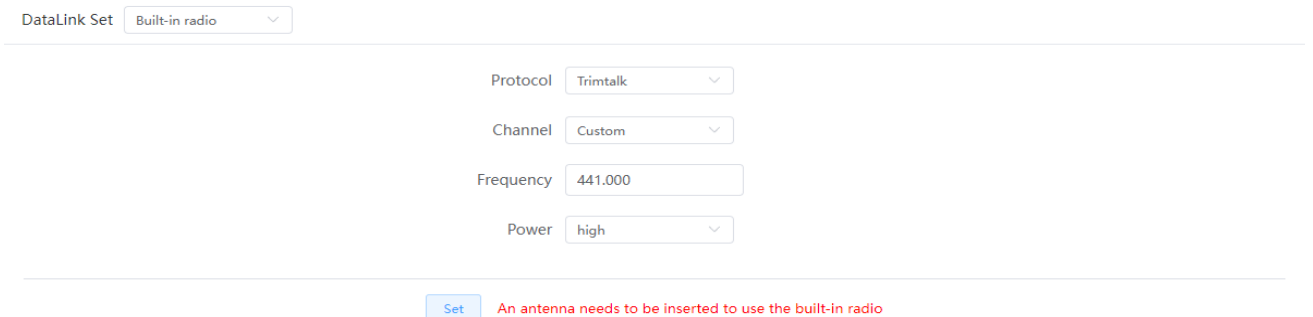 DataLink Set Built-in radio
Protocol Trimtalk
Channel Custom
Frequency 441.000
Power high
Set An antenna needs to be inserted to use the built-in radio